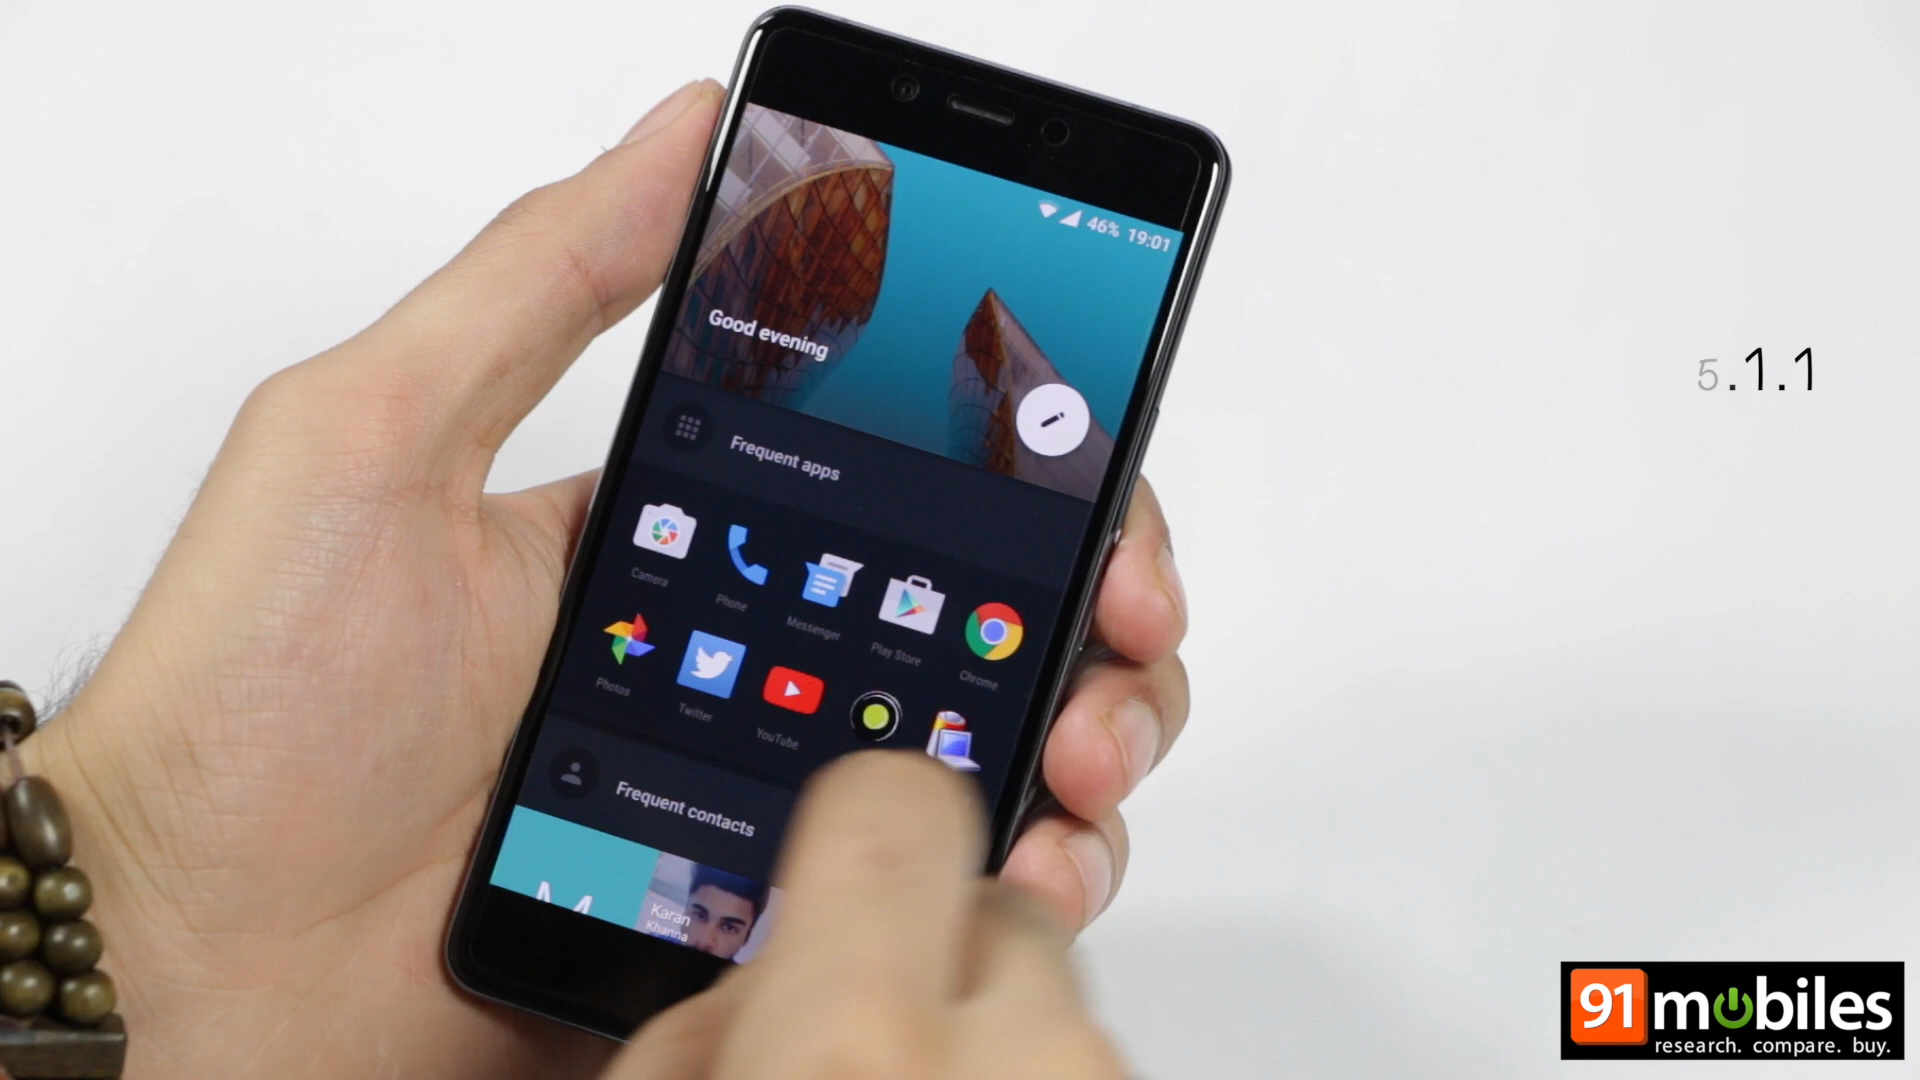 46% 19:01
Good evening
5.1.1
Frequent apps
Camera
Phone
Messenger
Play Store
Chrome
Photos
Twitter
YouTube
Frequent contacts
M
Karan
Khanna
91mobiles
research. compare. buy.